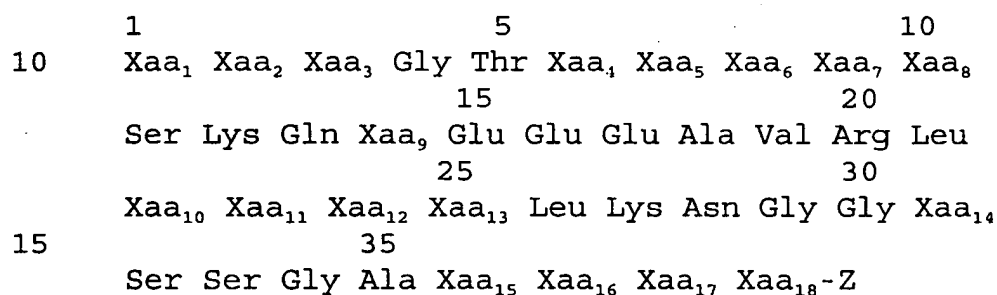 1 5 10
10 Xaa₁ Xaa₂ Xaa₃ Gly Thr Xaa₄ Xaa₅ Xaa₆ Xaa₇ Xaa₈
15 20
Ser Lys Gln Xaa₉ Glu Glu Glu Ala Val Arg Leu
25 30
Xaa₁₀ Xaa₁₁ Xaa₁₂ Xaa₁₃ Leu Lys Asn Gly Gly Xaa₁₄
15 35
Ser Ser Gly Ala Xaa₁₅ Xaa₁₆ Xaa₁₇ Xaa₁₈-Z